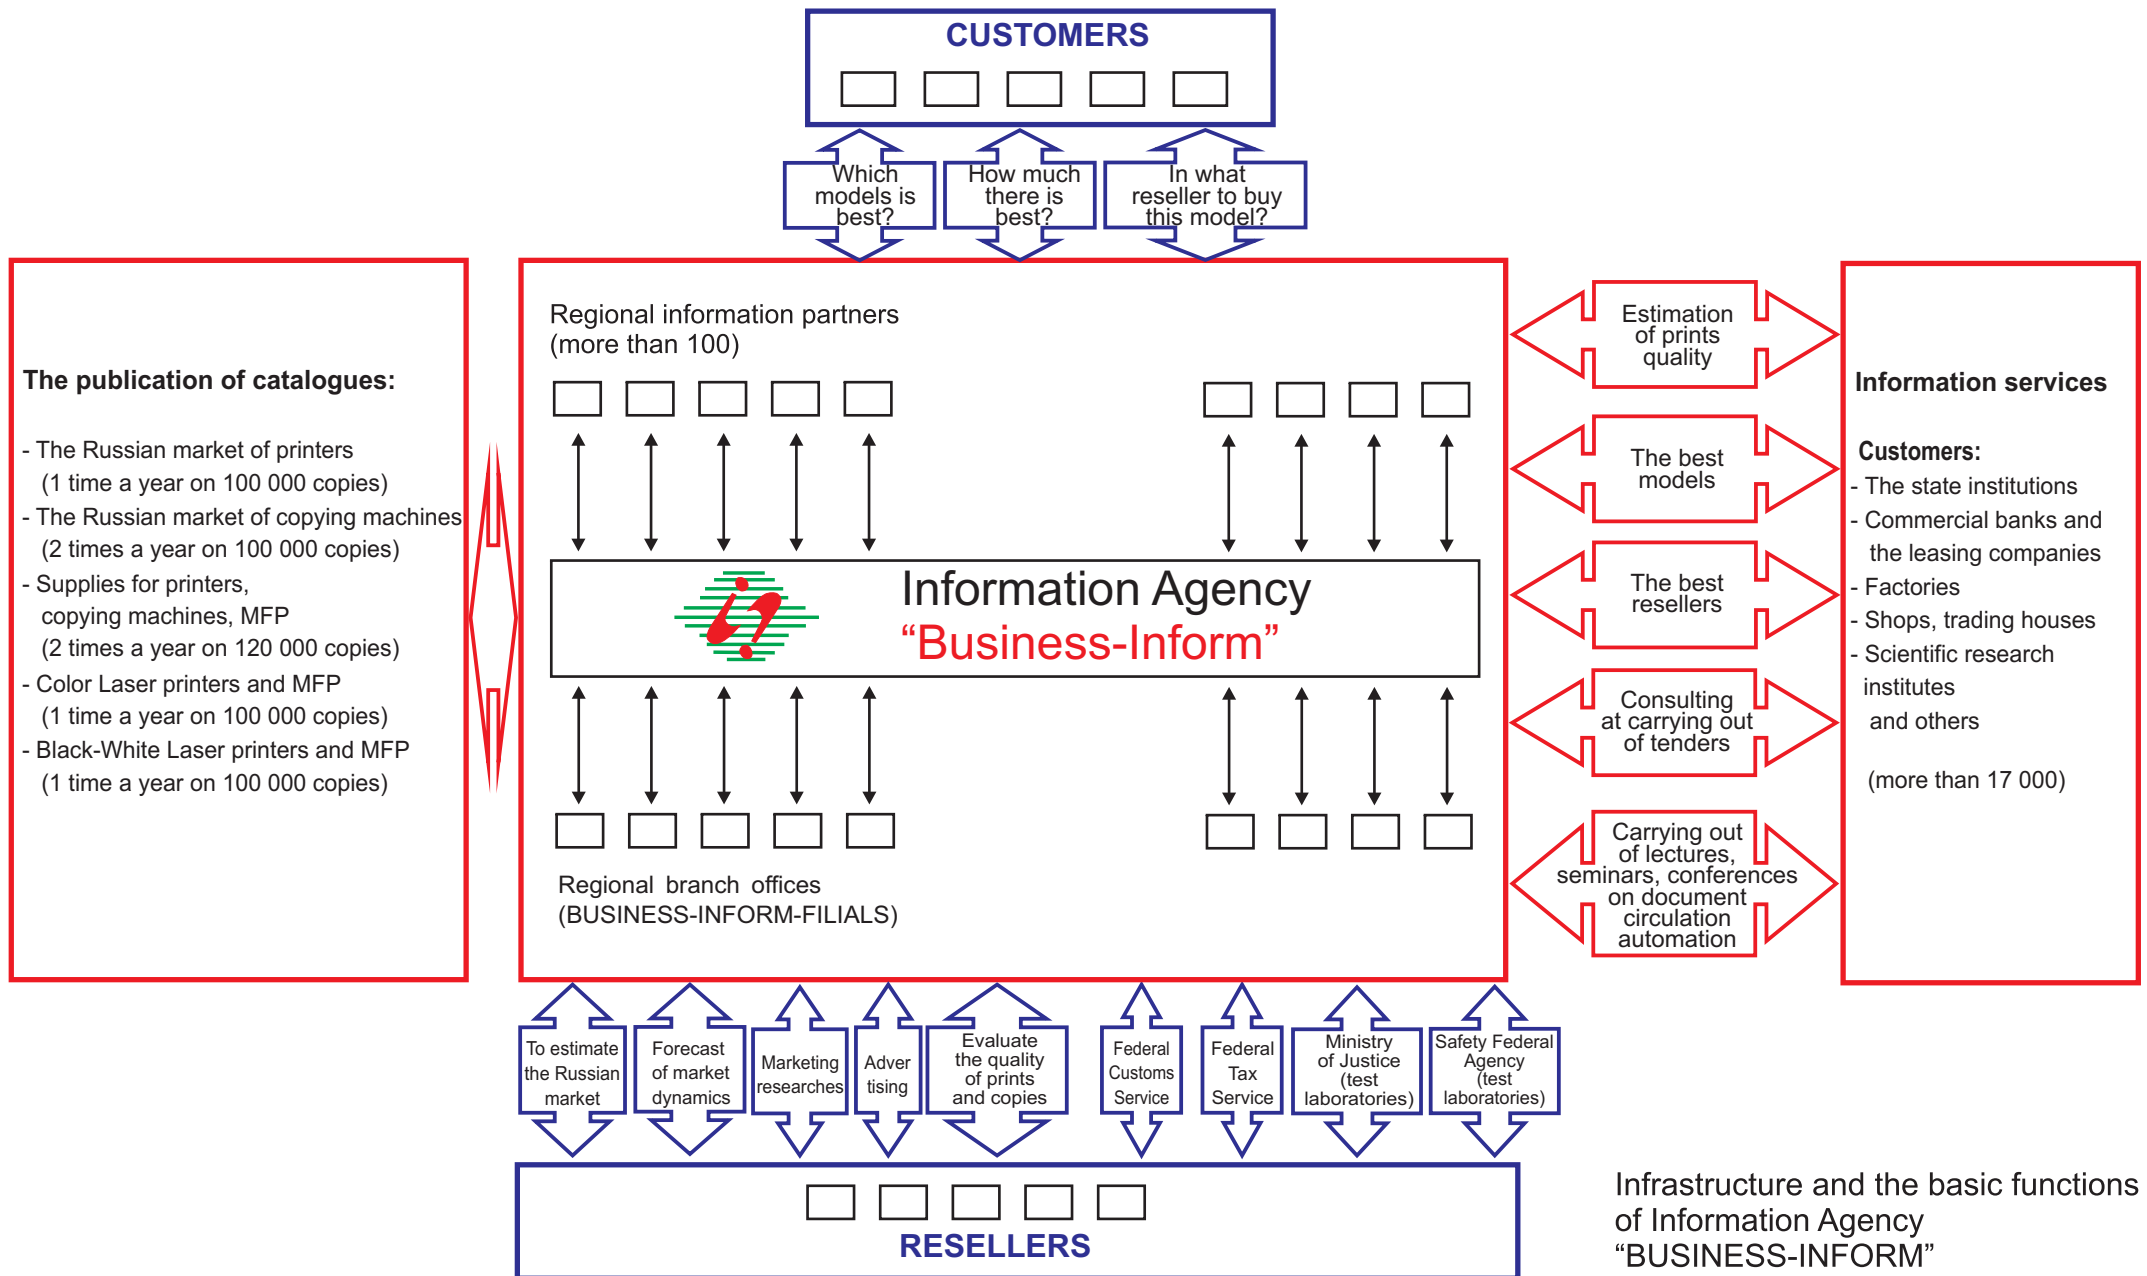 CUSTOMERS
Which
models is
best?
How much
there is
best?
In what
reseller to buy
this model?
The publication of catalogues:
- The Russian market of printers
(1 time a year on 100 000 copies)
- The Russian market of copying machines
(2 times a year on 100 000 copies)
- Supplies for printers,
copying machines, MFP
(2 times a year on 120 000 copies)
- Color Laser printers and MFP
(1 time a year on 100 000 copies)
- Black-White Laser printers and MFP
(1 time a year on 100 000 copies)
Regional information partners
(more than 100)
Information Agency
“Business-Inform”
Regional branch offices
(BUSINESS-INFORM-FILIALS)
Estimation
of prints
quality
The best
models
The best
resellers
Consulting
at carrying out
of tenders
Carrying out
of lectures,
seminars, conferences
on document
circulation
automation
Information services
Customers:
- The state institutions
- Commercial banks and
the leasing companies
- Factories
- Shops, trading houses
- Scientific research
institutes
and others
(more than 17 000)
To estimate
the Russian
market
Forecast
of market
dynamics
Marketing
researches
Adver
tising
Evaluate
the quality
of prints
and copies
Federal
Customs
Service
Federal
Tax
Service
Ministry
of Justice
(test
laboratories)
Safety Federal
Agency
(test
laboratories)
RESELLERS
Infrastructure and the basic functions
of Information Agency
“BUSINESS-INFORM”